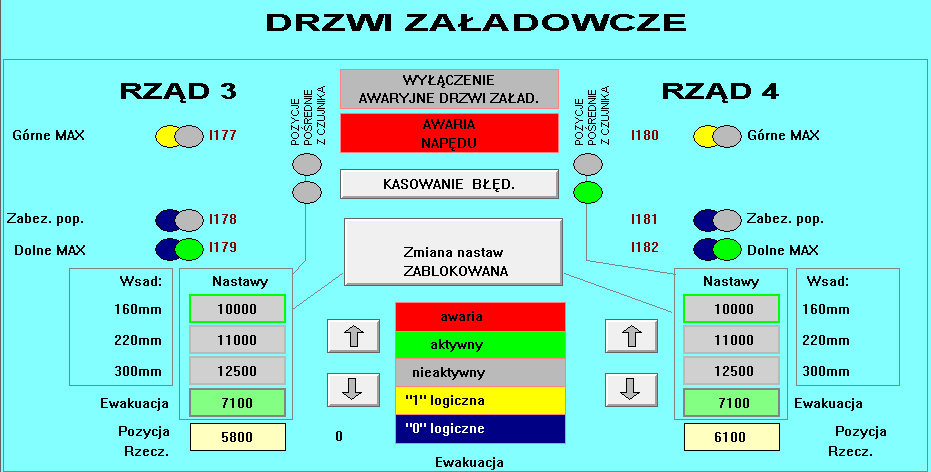 DRZWI ZAŁADOWCZE
RZĄD 3
Górne MAX
I177
POZYCJE
POŚREDNIE
Z CZUJNIKA
Zabez. pop.
I178
Dolne MAX
I179
Wsad:
Nastawy
160mm
10000
220mm
11000
300mm
12500
Ewakuacja
7100
Pozycja
Rzecz.
5800
WYŁĄCZENIE
AWARYJNE DRZWI ZAŁAD.
AWARIA
NAPĘDU
KASOWANIE BŁĘD.
Zmiana nastaw
ZABLOKOWANA
awaria
aktywny
nieaktywny
"1" logiczna
"0" logiczne
0
Ewakuacja
RZĄD 4
POZYCJE
POŚREDNIE
Z CZUJNIKA
I180
Górne MAX
I181
Zabez. pop.
I182
Dolne MAX
Nastawy
Wsad:
10000
160mm
11000
220mm
12500
300mm
7100
Ewakuacja
6100
Pozycja
Rzecz.